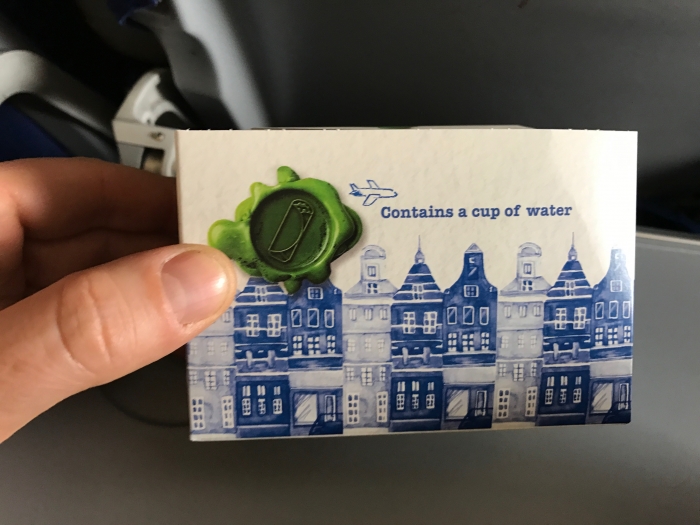 Contains a cup of water